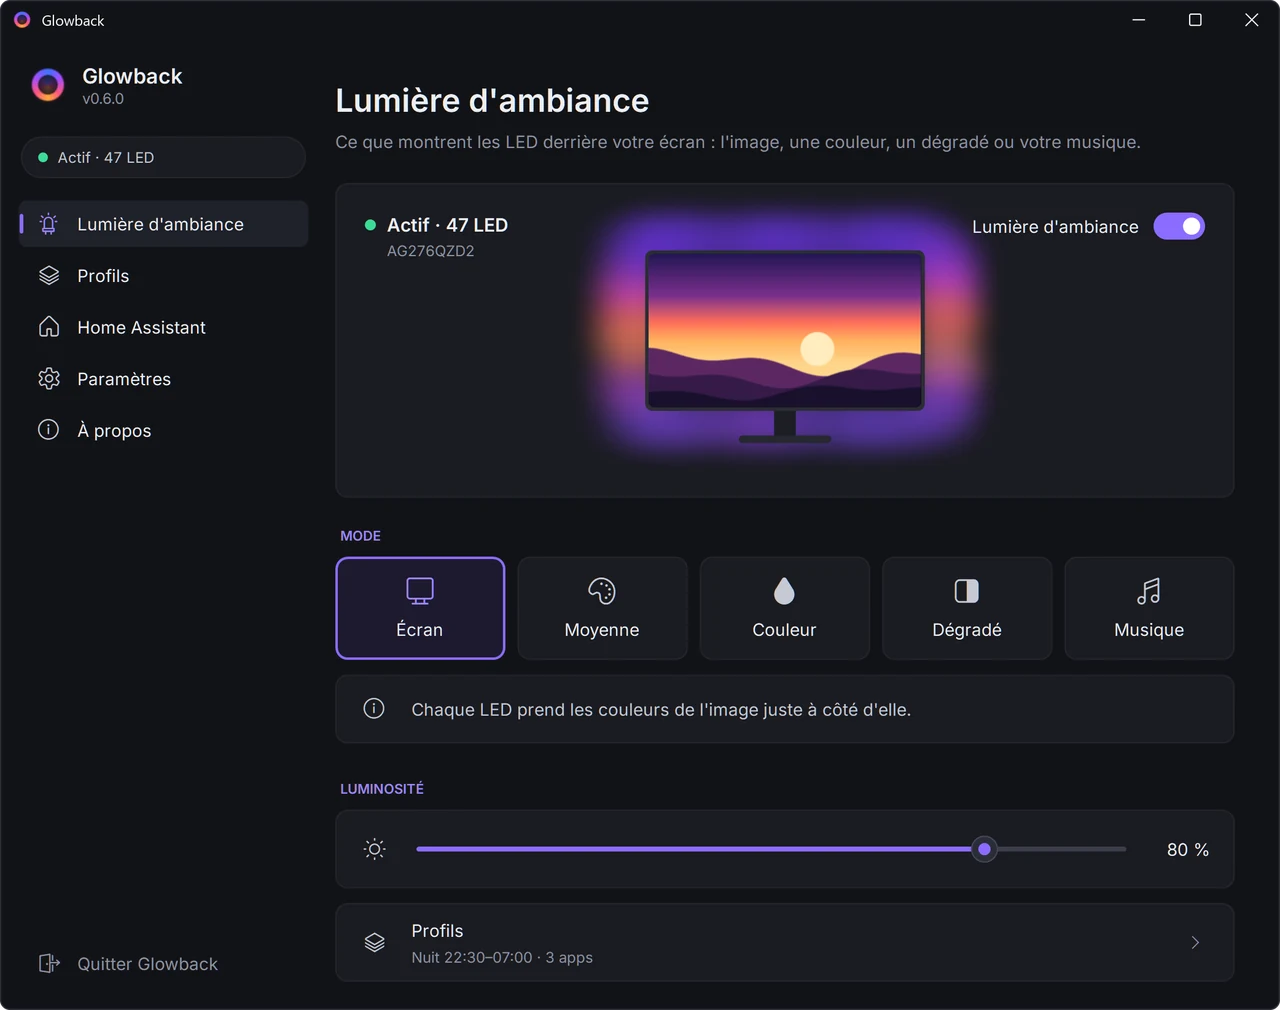 Glowback
Glowback
v0.6.0
Actif · 47 LED
Lumière d'ambiance
Profils
Home Assistant
Paramètres
À propos
Quitter Glowback
Lumière d'ambiance
Ce que montrent les LED derrière votre écran : l'image, une couleur, un dégradé ou votre musique.
Actif · 47 LED
AG276QZD2
Lumière d'ambiance
MODE
Écran
Moyenne
Couleur
Dégradé
Musique
Chaque LED prend les couleurs de l'image juste à côté d'elle.
LUMINOSITÉ
80 %
Profils
Nuit 22:30–07:00 · 3 apps